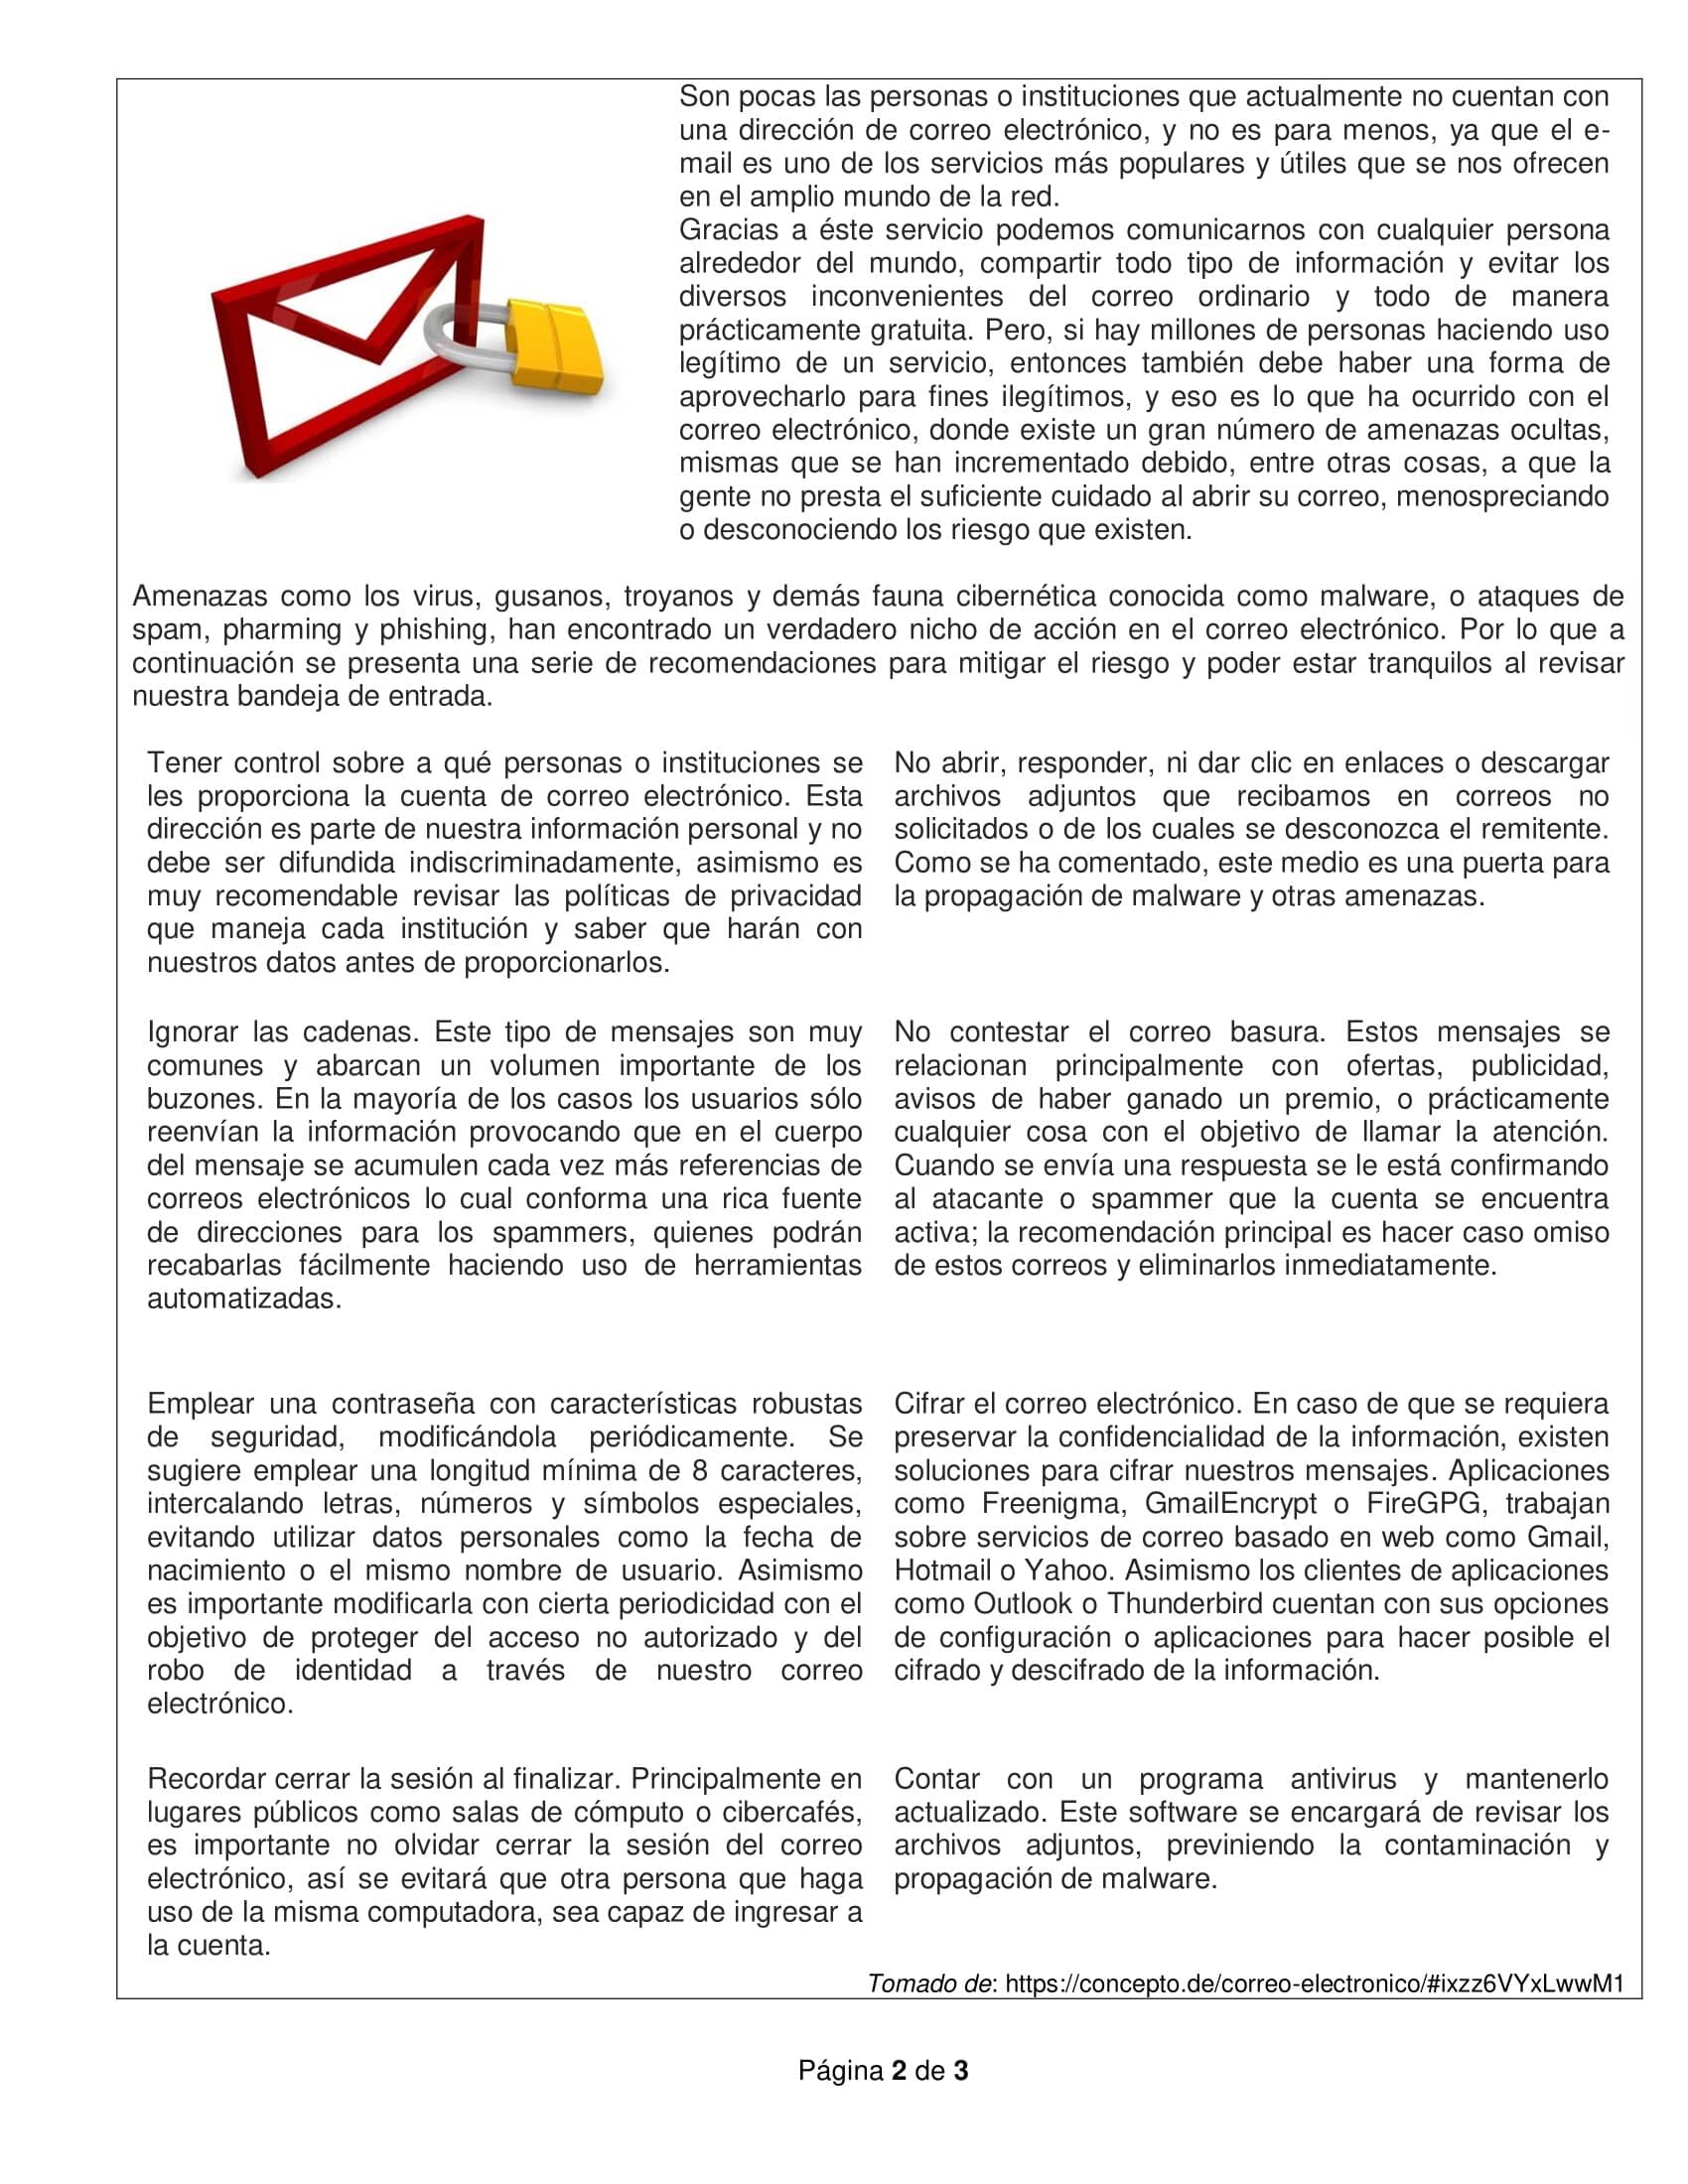 Son pocas las personas o instituciones que actualmente no cuentan con
una dirección de correo electrónico, y no es para menos, ya que el e-
mail es uno de los servicios más populares y útiles que se nos ofrecen
en el amplio mundo de la red.
Gracias a éste servicio podemos comunicarnos con cualquier persona
alrededor del mundo, compartir todo tipo de información y evitar los
diversos inconvenientes del correo ordinario y todo de manera
prácticamente gratuita. Pero, si hay millones de personas haciendo uso
legítimo de un servicio, entonces también debe haber una forma de
aprovecharlo para fines ilegítimos, y eso es lo que ha ocurrido con el
correo electrónico, donde existe un gran número de amenazas ocultas,
mismas que se han incrementado debido, entre otras cosas, a que la
gente no presta el suficiente cuidado al abrir su correo, menospreciando
o desconociendo los riesgo que existen.
Amenazas como los virus, gusanos, troyanos y demás fauna cibernética conocida como malware, o ataques de
spam, pharming y phishing, han encontrado un verdadero nicho de acción en el correo electrónico. Por lo que a
continuación se presenta una serie de recomendaciones para mitigar el riesgo y poder estar tranquilos al revisar
nuestra bandeja de entrada.
Tener control sobre a qué personas o instituciones se
les proporciona la cuenta de correo electrónico. Esta
dirección es parte de nuestra información personal y no
debe ser difundida indiscriminadamente, asimismo es
muy recomendable revisar las políticas de privacidad
que maneja cada institución y saber que harán con
nuestros datos antes de proporcionarlos.
No abrir, responder, ni dar clic en enlaces o descargar
archivos adjuntos que recibamos en correos no
solicitados o de los cuales se desconozca el remitente.
Como se ha comentado, este medio es una puerta para
la propagación de malware y otras amenazas.
Ignorar las cadenas. Este tipo de mensajes son muy
comunes y abarcan un volumen importante de los
buzones. En la mayoría de los casos los usuarios sólo
reenvían la información provocando que en el cuerpo
del mensaje se acumulen cada vez más referencias de
correos electrónicos lo cual conforma una rica fuente
de direcciones para los spammers, quienes podrán
recabarlas fácilmente haciendo uso de herramientas
automatizadas.
No contestar el correo basura. Estos mensajes se
relacionan principalmente con ofertas, publicidad,
avisos de haber ganado un premio, o prácticamente
cualquier cosa con el objetivo de llamar la atención.
Cuando se envía una respuesta se le está confirmando
al atacante o spammer que la cuenta se encuentra
activa; la recomendación principal es hacer caso omiso
de estos correos y eliminarlos inmediatamente.
Emplear una contraseña con características robustas
de seguridad, modificándola periódicamente. Se
sugiere emplear una longitud mínima de 8 caracteres,
intercalando letras, números y símbolos especiales,
evitando utilizar datos personales como la fecha de
nacimiento o el mismo nombre de usuario. Asimismo
es importante modificarla con cierta periodicidad con el
objetivo de proteger del acceso no autorizado y del
robo de identidad a través de nuestro correo
electrónico.
Cifrar el correo electrónico. En caso de que se requiera
preservar la confidencialidad de la información, existen
soluciones para cifrar nuestros mensajes. Aplicaciones
como Freenigma, GmailEncrypt o FireGPG, trabajan
sobre servicios de correo basado en web como Gmail,
Hotmail o Yahoo. Asimismo los clientes de aplicaciones
como Outlook o Thunderbird cuentan con sus opciones
de configuración o aplicaciones para hacer posible el
cifrado y descifrado de la información.
Recordar cerrar la sesión al finalizar. Principalmente en
lugares públicos como salas de cómputo o cibercafés,
es importante no olvidar cerrar la sesión del correo
electrónico, así se evitará que otra persona que haga
uso de la misma computadora, sea capaz de ingresar a
la cuenta.
Contar con un programa antivirus y mantenerlo
actualizado. Este software se encargará de revisar los
archivos adjuntos, previniendo la contaminación y
propagación de malware.
Tomado de: https://concepto.de/correo-electronico/#ixzz6VYxLwwM1
Página 2 de 3